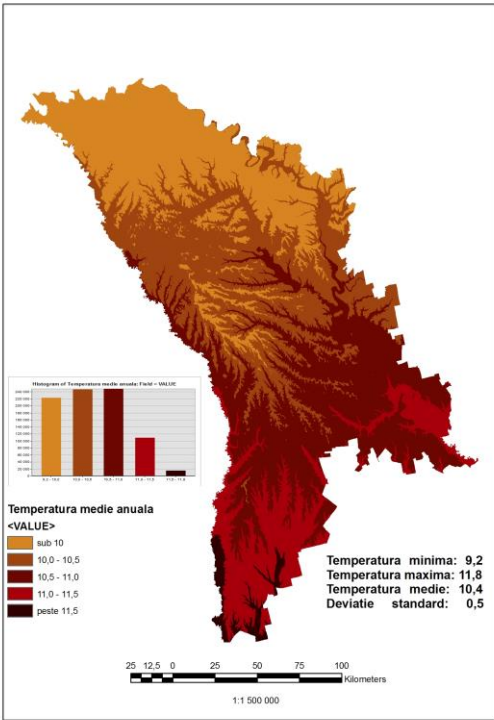 Histogram of Temperatura medie anuala: Field = VALUE
Temperatura medie anuala
<VALUE>
sub 10
10,0 - 10,5
10,5 - 11,0
11,0 - 11,5
peste 11,5
Temperatura minima: 9,2
Temperatura maxima: 11,8
Temperatura medie: 10,4
Deviatie standard: 0,5
25 12,5 0 25 50 75 100
Kilometers
1:1 500 000